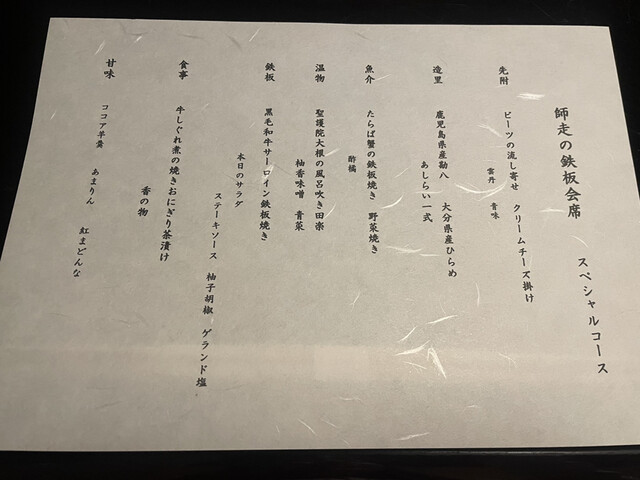 師走の鉄板会席
スペシャルコース
先附
ビーツの流し寄せ クリームチーズ掛け
雲丹 青味
造里
鹿児島県産勘八 大分県産ひらめ
あしらい一式
魚介
たらば蟹の鉄板焼き 野菜焼き
酢橘
温物
聖護院大根の風呂吹き田楽
柚香味噌 青菜
鉄板
黒毛和牛サーロイン鉄板焼き
本日のサラダ
ステーキソース 柚子胡椒 ゲランド塩
食事
牛しぐれ煮の焼きおにぎり茶漬け
香の物
甘味
ココア羊羹 あまりん 紅まどんな